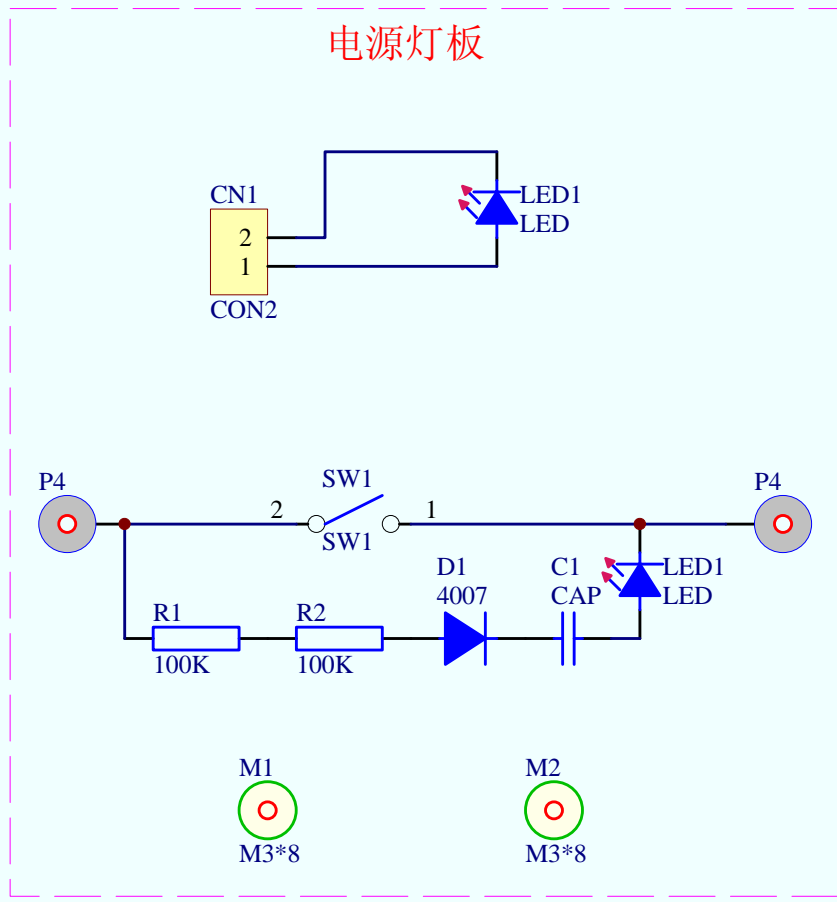 电源灯板
CN1
2
1
CON2
LED1
LED
P4
SW1
2
1
SW1
P4
R1
100K
R2
100K
D1
4007
C1
CAP
LED1
LED
M1
M3*8
M2
M3*8